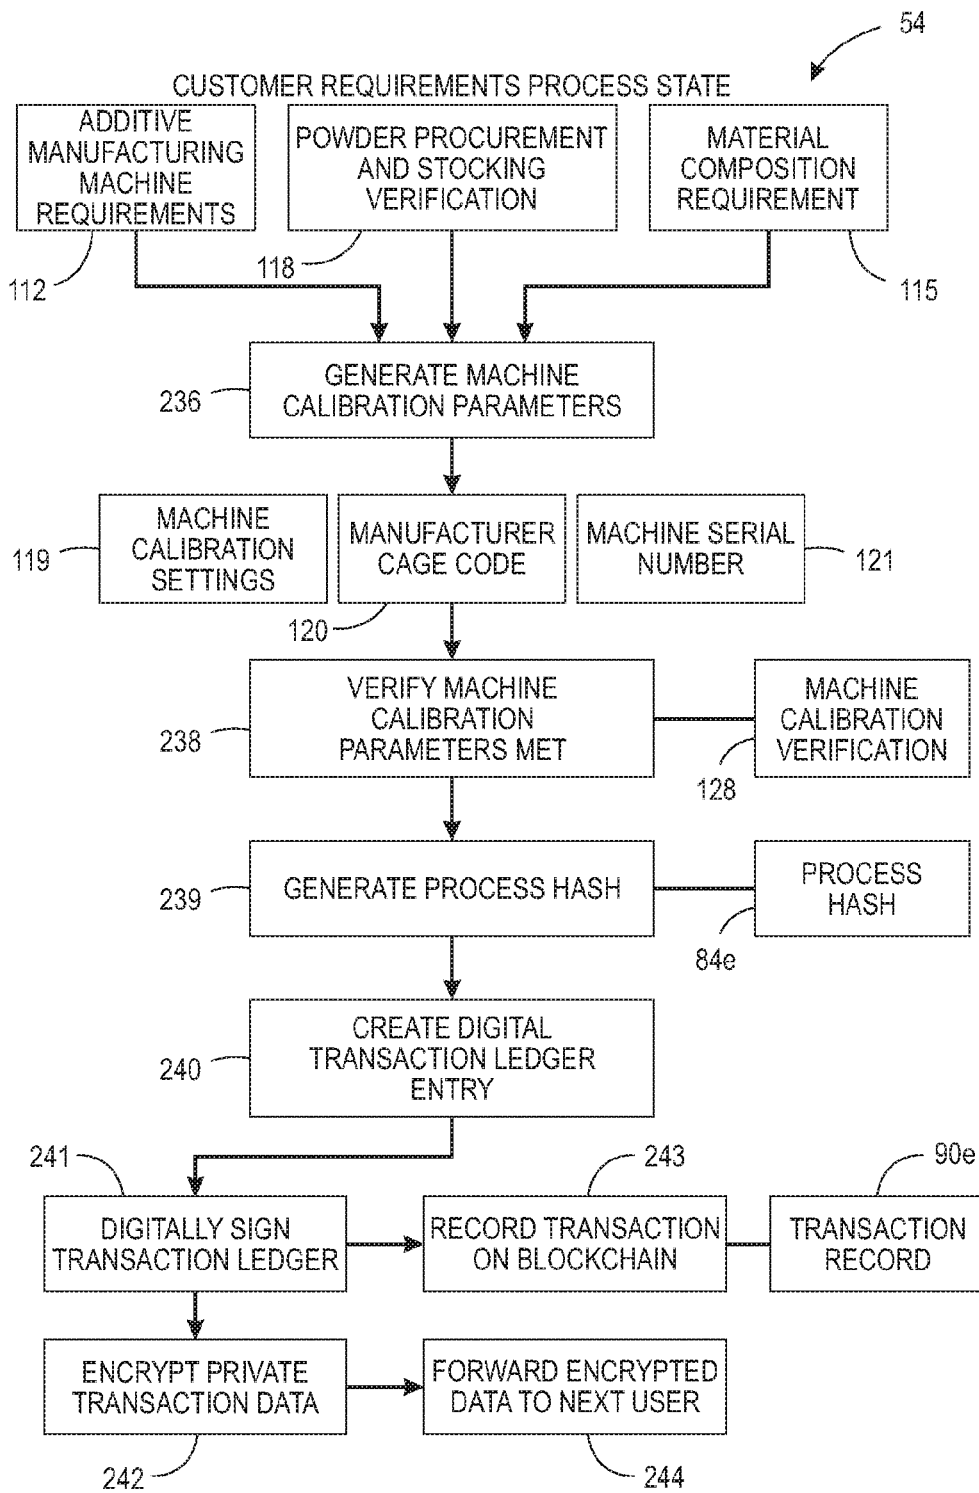 54
CUSTOMER REQUIREMENTS PROCESS STATE
ADDITIVE
MANUFACTURING
MACHINE
REQUIREMENTS
POWDER PROCUREMENT
AND STOCKING
VERIFICATION
MATERIAL
COMPOSITION
REQUIREMENT
112
118
115
GENERATE MACHINE
CALIBRATION PARAMETERS
236
MACHINE
CALIBRATION
SETTINGS
MANUFACTURER
CAGE CODE
MACHINE SERIAL
NUMBER
119
120
121
VERIFY MACHINE
CALIBRATION
PARAMETERS MET
238
MACHINE
CALIBRATION
VERIFICATION
128
GENERATE PROCESS HASH
239
PROCESS
HASH
84e
CREATE DIGITAL
TRANSACTION LEDGER
ENTRY
240
241
243
90e
DIGITALLY SIGN
TRANSACTION LEDGER
RECORD TRANSACTION
ON BLOCKCHAIN
TRANSACTION
RECORD
ENCRYPT PRIVATE
TRANSACTION DATA
FORWARD ENCRYPTED
DATA TO NEXT USER
242
244